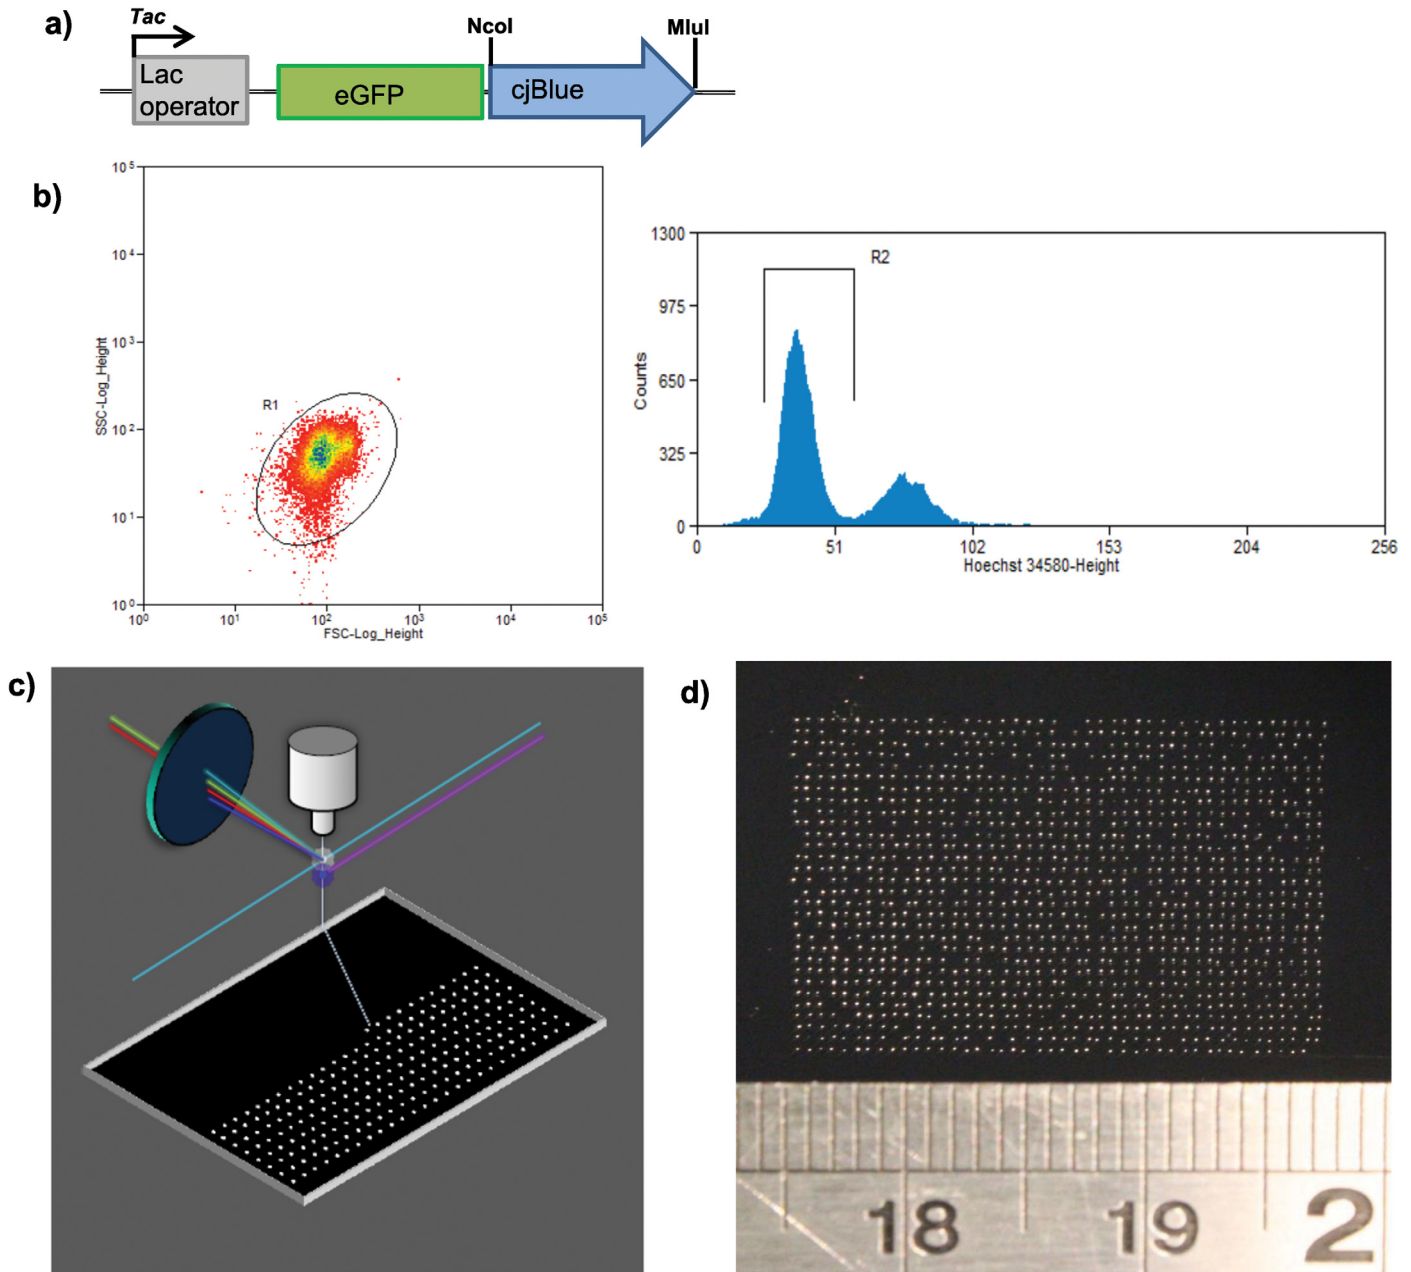 a)
Tac
NcoI
MluI
Lac
operator
eGFP
cjBlue
b)
10⁵
10⁴
10³
10²
10¹
10⁰
SSC-Log_Height
R1
10⁰
10¹
10²
10³
10⁴
10⁵
FSC-Log_Height
1300
975
650
325
0
Counts
R2
0
51
102
153
204
256
Hoechst 34580-Height
c)
d)
18
19
2